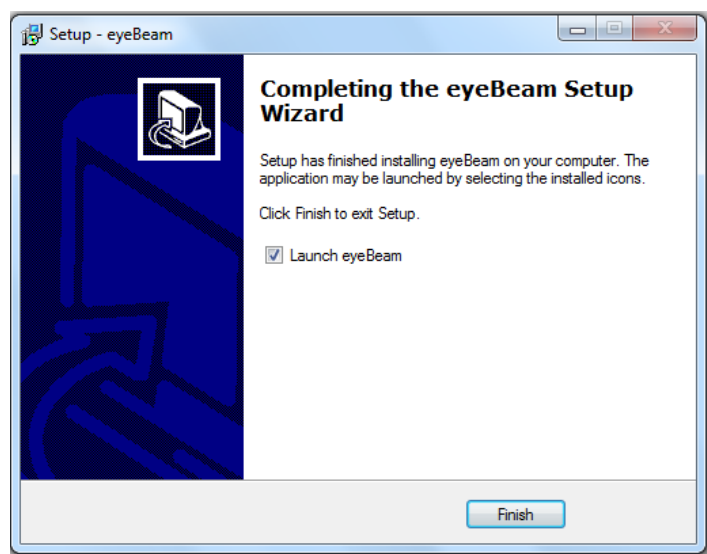 Setup - eyeBeam
Completing the eyeBeam Setup
Wizard
Setup has finished installing eyeBeam on your computer. The
application may be launched by selecting the installed icons.
Click Finish to exit Setup.
Launch eyeBeam
Finish